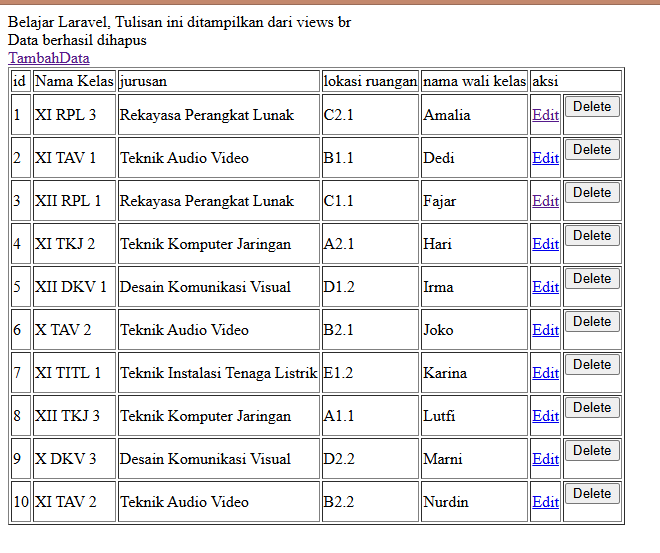 Belajar Laravel, Tulisan ini ditampilkan dari views br
Data berhasil dihapus
TambahData
id Nama Kelas jurusan lokasi ruangan nama wali kelas aksi
1 XI RPL 3 Rekayasa Perangkat Lunak C2.1 Amalia Edit Delete
2 XI TAV 1 Teknik Audio Video B1.1 Dedi Edit Delete
3 XII RPL 1 Rekayasa Perangkat Lunak C1.1 Fajar Edit Delete
4 XI TKJ 2 Teknik Komputer Jaringan A2.1 Hari Edit Delete
5 XII DKV 1 Desain Komunikasi Visual D1.2 Irma Edit Delete
6 X TAV 2 Teknik Audio Video B2.1 Joko Edit Delete
7 XI TITL 1 Teknik Instalasi Tenaga Listrik E1.2 Karina Edit Delete
8 XII TKJ 3 Teknik Komputer Jaringan A1.1 Lutfi Edit Delete
9 X DKV 3 Desain Komunikasi Visual D2.2 Marni Edit Delete
10 XI TAV 2 Teknik Audio Video B2.2 Nurdin Edit Delete